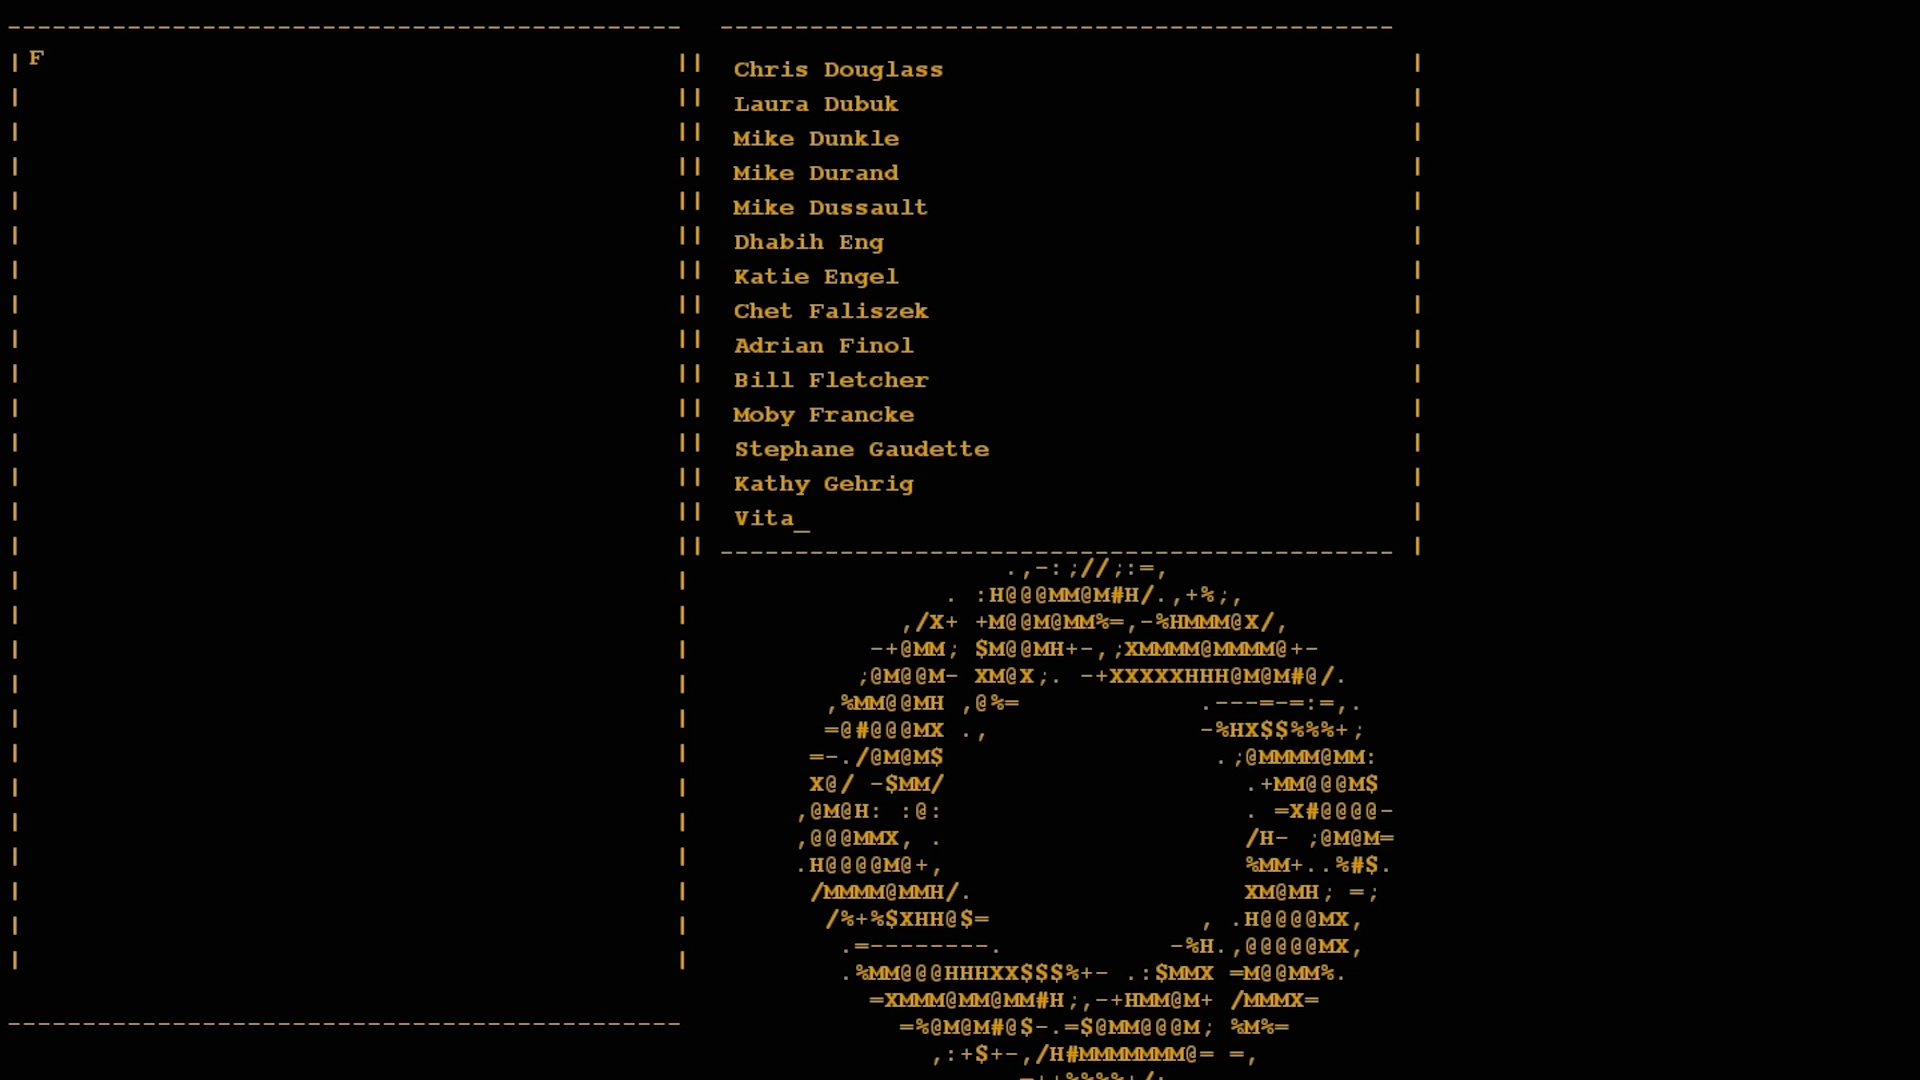 F
Chris Douglass
Laura Dubuk
Mike Dunkle
Mike Durand
Mike Dussault
Dhabih Eng
Katie Engel
Chet Faliszek
Adrian Finol
Bill Fletcher
Moby Francke
Stephane Gaudette
Kathy Gehrig
Vita_